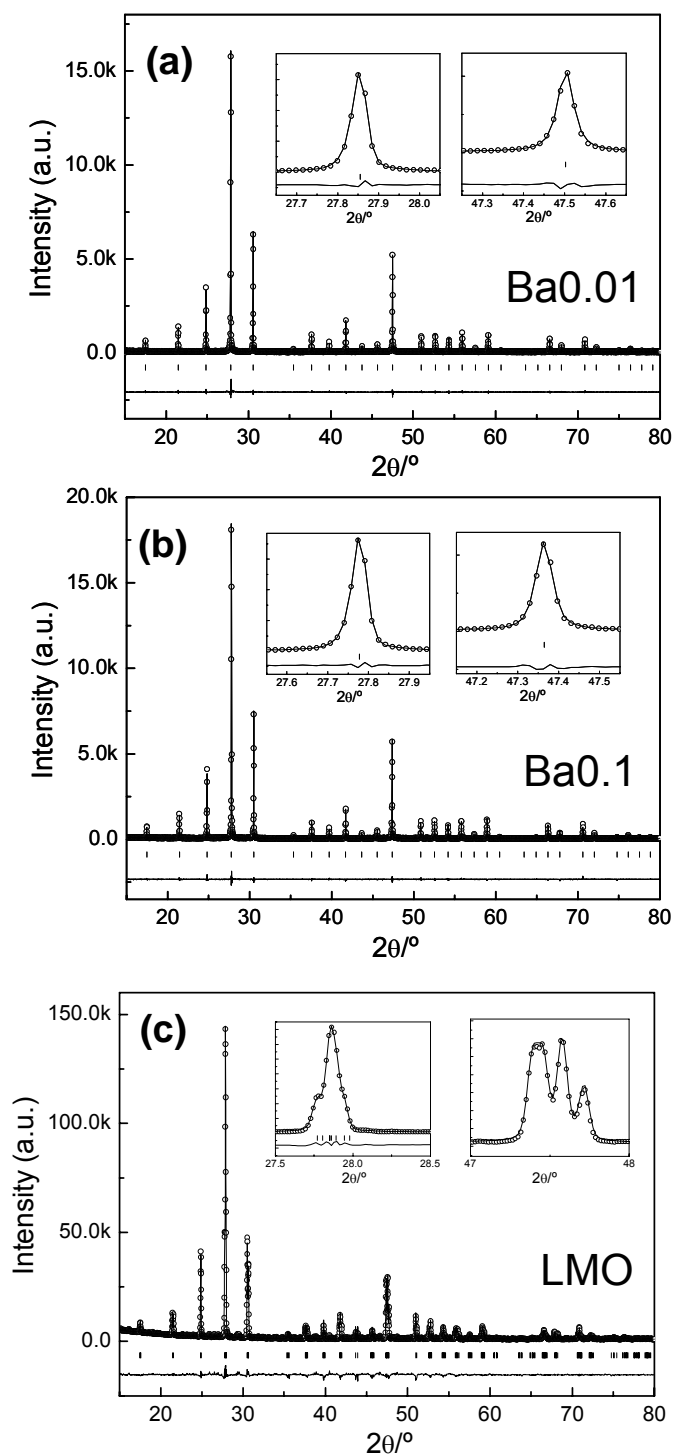 (a)
15.0k
10.0k
5.0k
0.0
Intensity (a.u.)
27.7 27.8 27.9 28.0
2θ/º
47.3 47.4 47.5 47.6
2θ/º
Ba0.01
20 30 40 50 60 70 80
2θ/º
(b)
20.0k
15.0k
10.0k
5.0k
0.0
Intensity (a.u.)
27.6 27.7 27.8 27.9
2θ/º
47.2 47.3 47.4 47.5
2θ/º
Ba0.1
20 30 40 50 60 70 80
2θ/º
(c)
150.0k
100.0k
50.0k
0.0
Intensity (a.u.)
27.5 28.0 28.5
2θ/º
47 48
2θ/º
LMO
20 30 40 50 60 70 80
2θ/º